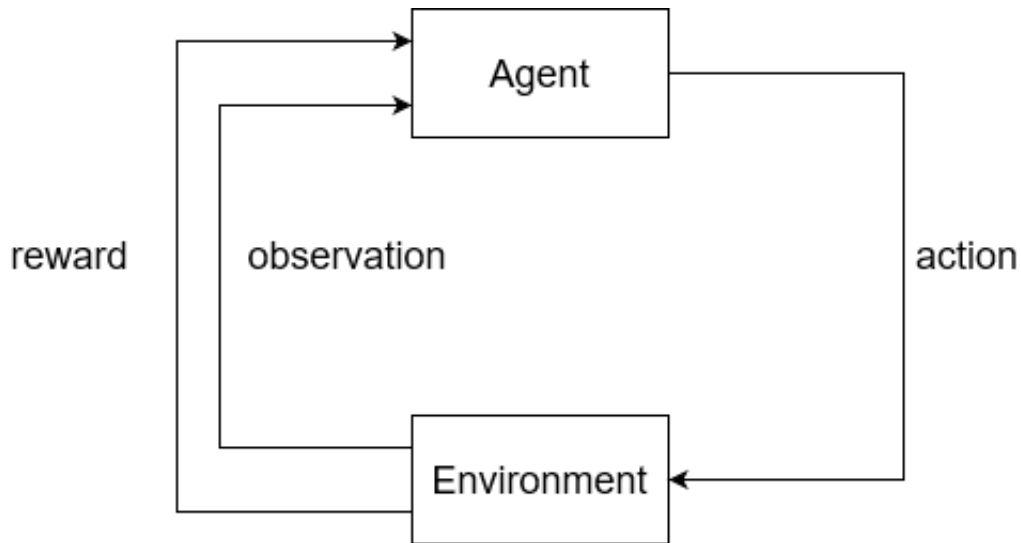 Agent
reward
observation
action
Environment